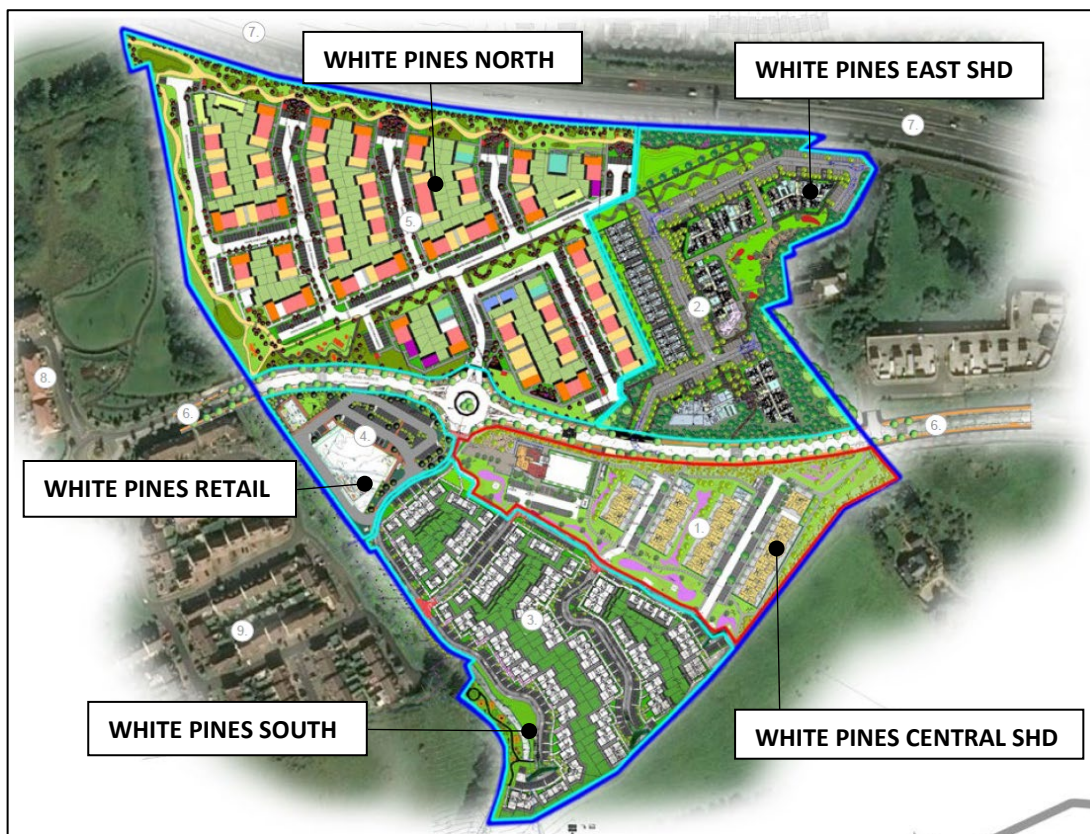 7.
WHITE PINES NORTH
WHITE PINES EAST SHD
7.
5.
2.
8.
6.
4.
6.
WHITE PINES RETAIL
1.
3.
9.
WHITE PINES SOUTH
WHITE PINES CENTRAL SHD